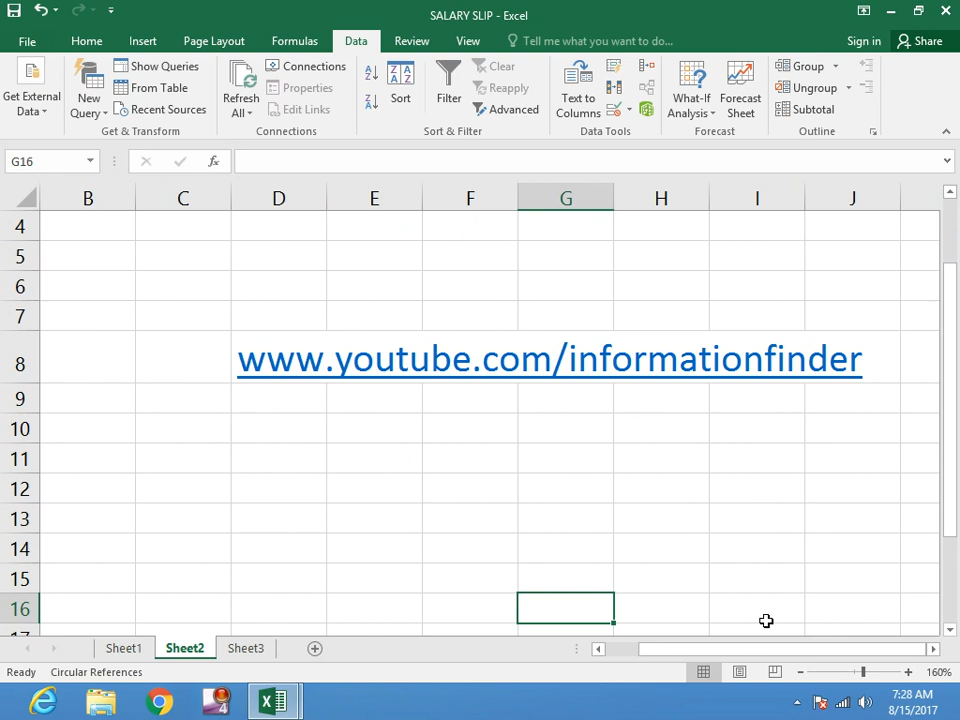 SALARY SLIP - Excel
File Home Insert Page Layout Formulas Data Review View Tell me what you want to do... Sign in Share
Get External Data
New Query
Show Queries
From Table
Recent Sources
Get & Transform
Refresh All
Connections
Properties
Edit Links
Connections
Sort
Filter
Clear
Reapply
Advanced
Sort & Filter
Text to Columns
Data Tools
What-If Analysis
Forecast Sheet
Forecast
Group
Ungroup
Subtotal
Outline
G16
fx
B C D E F G H I J
4
5
6
7
8 www.youtube.com/informationfinder
9
10
11
12
13
14
15
16
17
Sheet1 Sheet2 Sheet3
Ready Circular References 160%
7:28 AM
8/15/2017